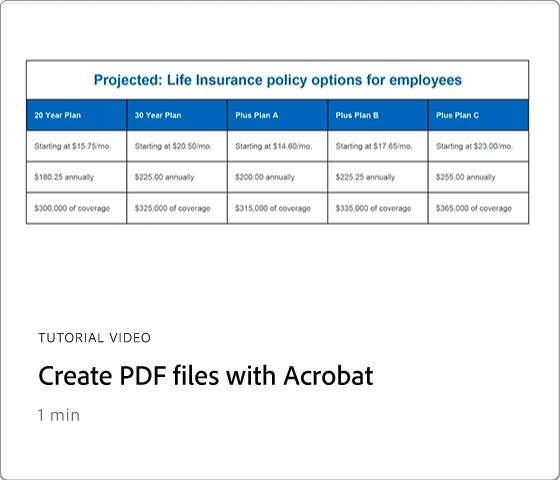 Projected: Life Insurance policy options for employees
20 Year Plan 30 Year Plan Plus Plan A Plus Plan B Plus Plan C
Starting at $15.75/mo. Starting at $20.50/mo. Starting at $14.60/mo. Starting at $17.65/mo. Starting at $23.00/mo.
$180.25 annually $225.00 annually $200.00 annually $225.25 annually $255.00 annually
$300,000 of coverage $325,000 of coverage $315,000 of coverage $335,000 of coverage $365,000 of coverage
TUTORIAL VIDEO
Create PDF files with Acrobat
1 min